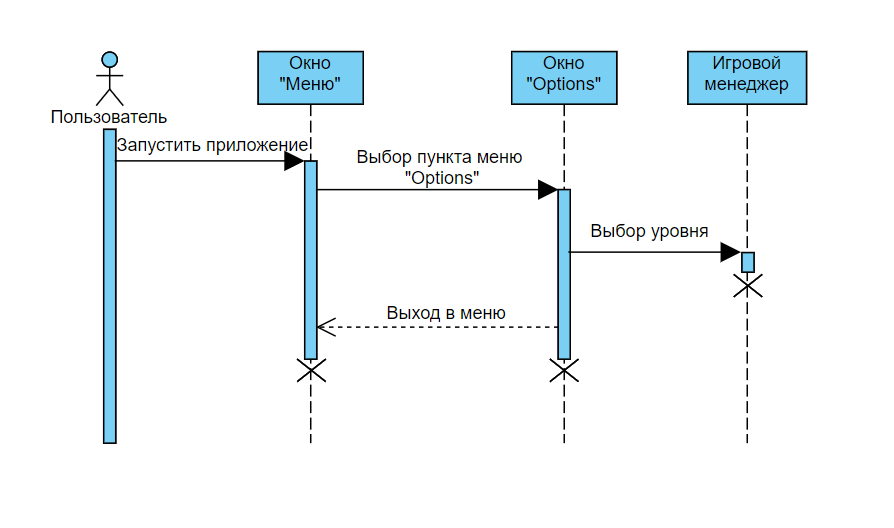 Окно
"Меню"
Окно
"Options"
Игровой
менеджер
Пользователь
Запустить приложение
Выбор пункта меню
"Options"
Выбор уровня
Выход в меню